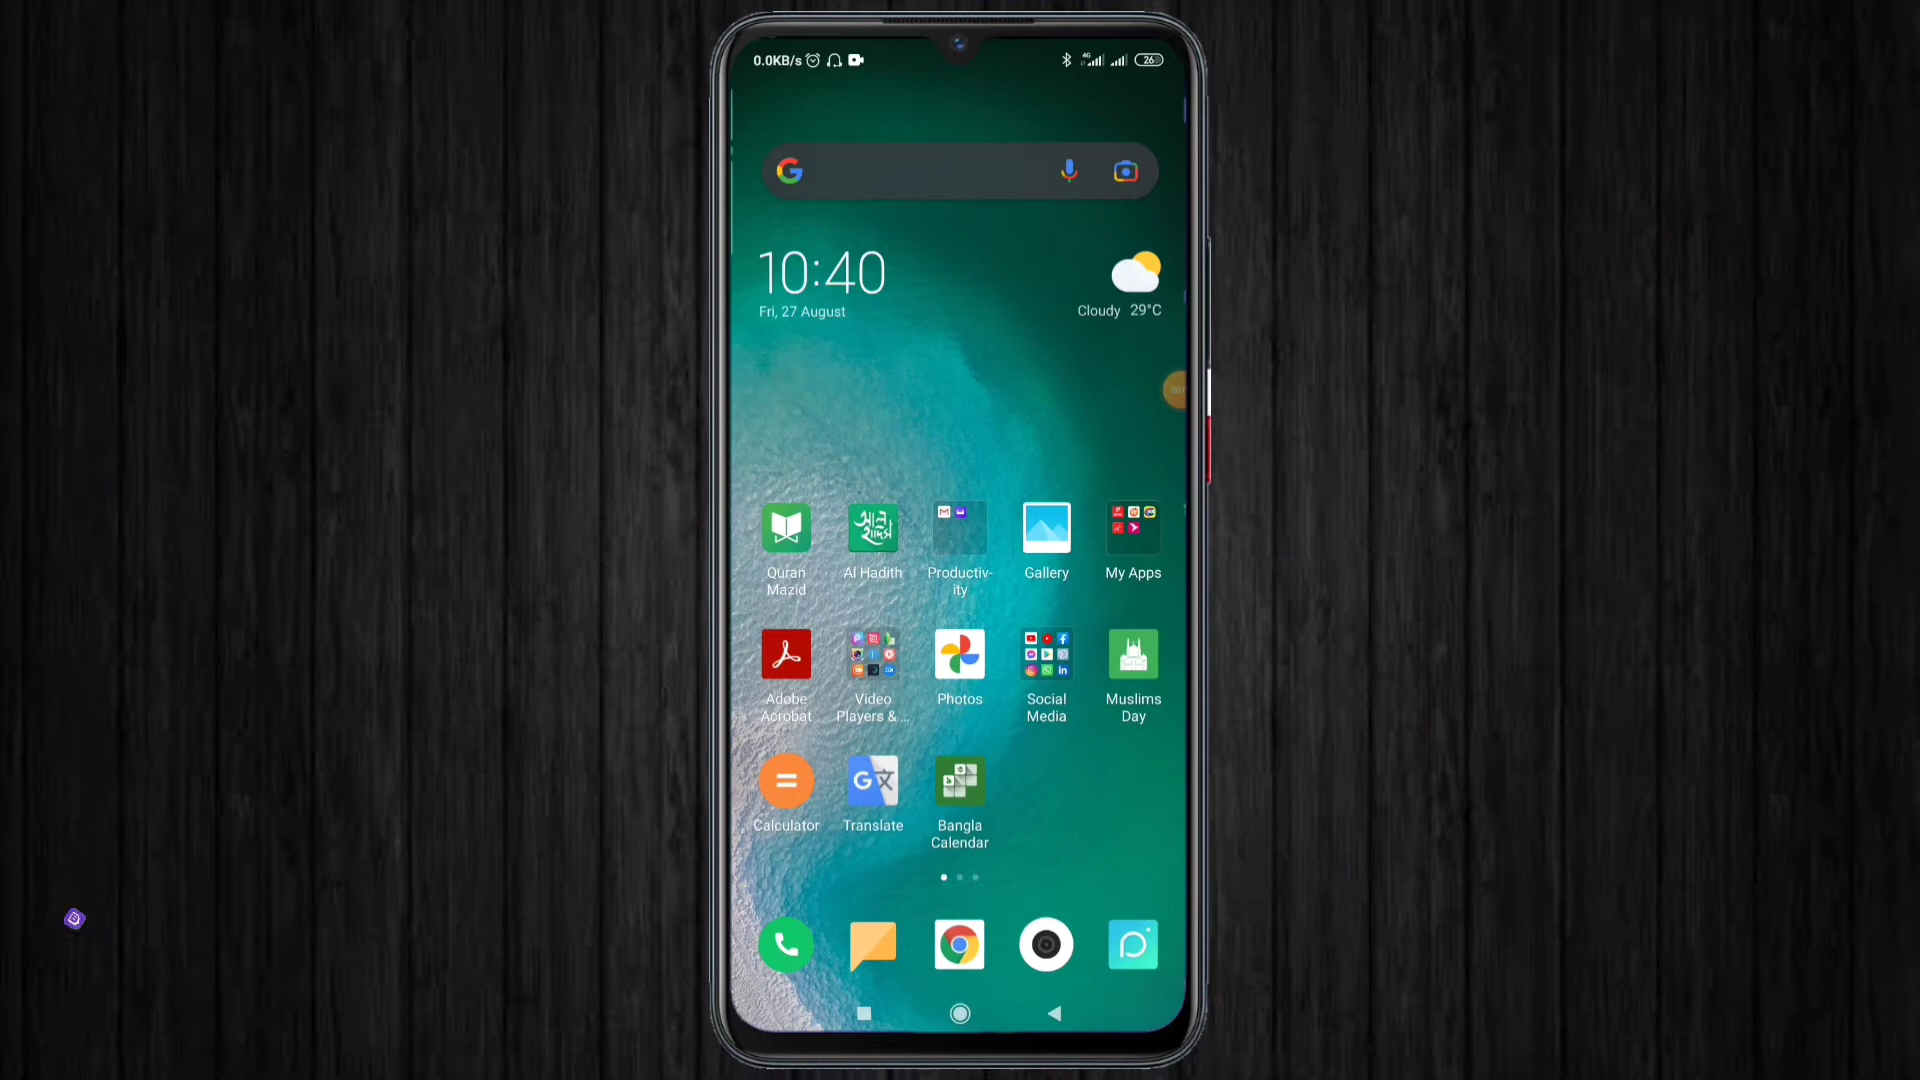 0.0KB/s
4G
26
10:40
Fri, 27 August
Cloudy 29°C
Quran
Mazid
Al Hadith
Productiv-
ity
Gallery
My Apps
Adobe
Acrobat
Video
Players & ...
Photos
Social
Media
Muslims
Day
Calculator
Translate
Bangla
Calendar